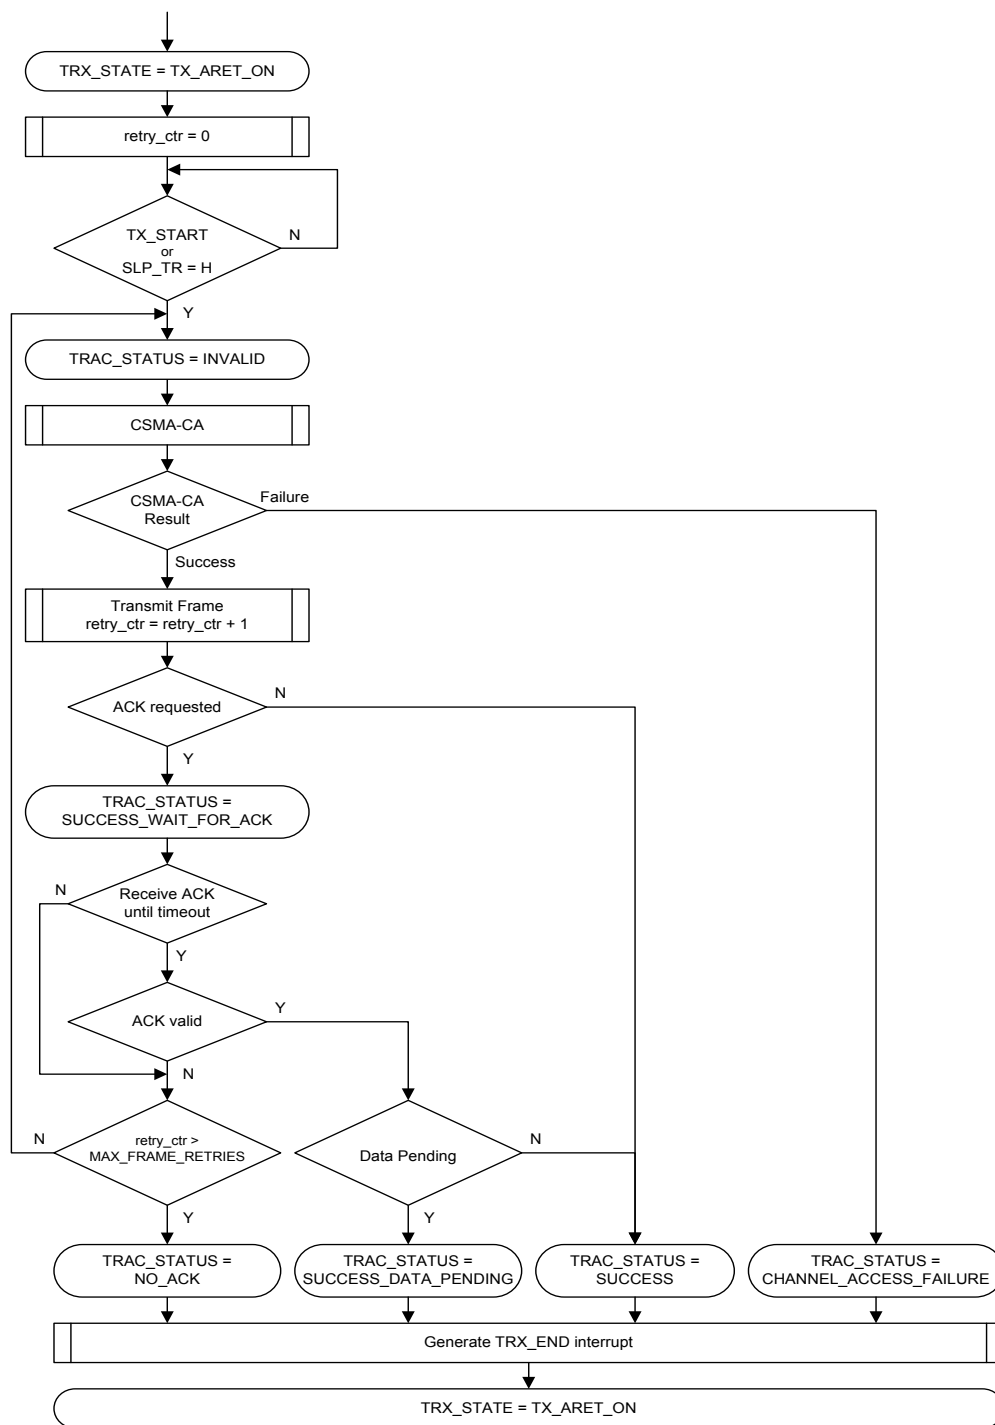 TRX_STATE = TX_ARET_ON
retry_ctr = 0
TX_START
or
SLP_TR = H
N
Y
TRAC_STATUS = INVALID
CSMA-CA
CSMA-CA
Result
Failure
Success
Transmit Frame
retry_ctr = retry_ctr + 1
ACK requested
N
Y
TRAC_STATUS =
SUCCESS_WAIT_FOR_ACK
N
Receive ACK
until timeout
Y
ACK valid
Y
N
N
retry_ctr >
MAX_FRAME_RETRIES
Data Pending
N
Y
Y
TRAC_STATUS =
NO_ACK
TRAC_STATUS =
SUCCESS_DATA_PENDING
TRAC_STATUS =
SUCCESS
TRAC_STATUS =
CHANNEL_ACCESS_FAILURE
Generate TRX_END interrupt
TRX_STATE = TX_ARET_ON